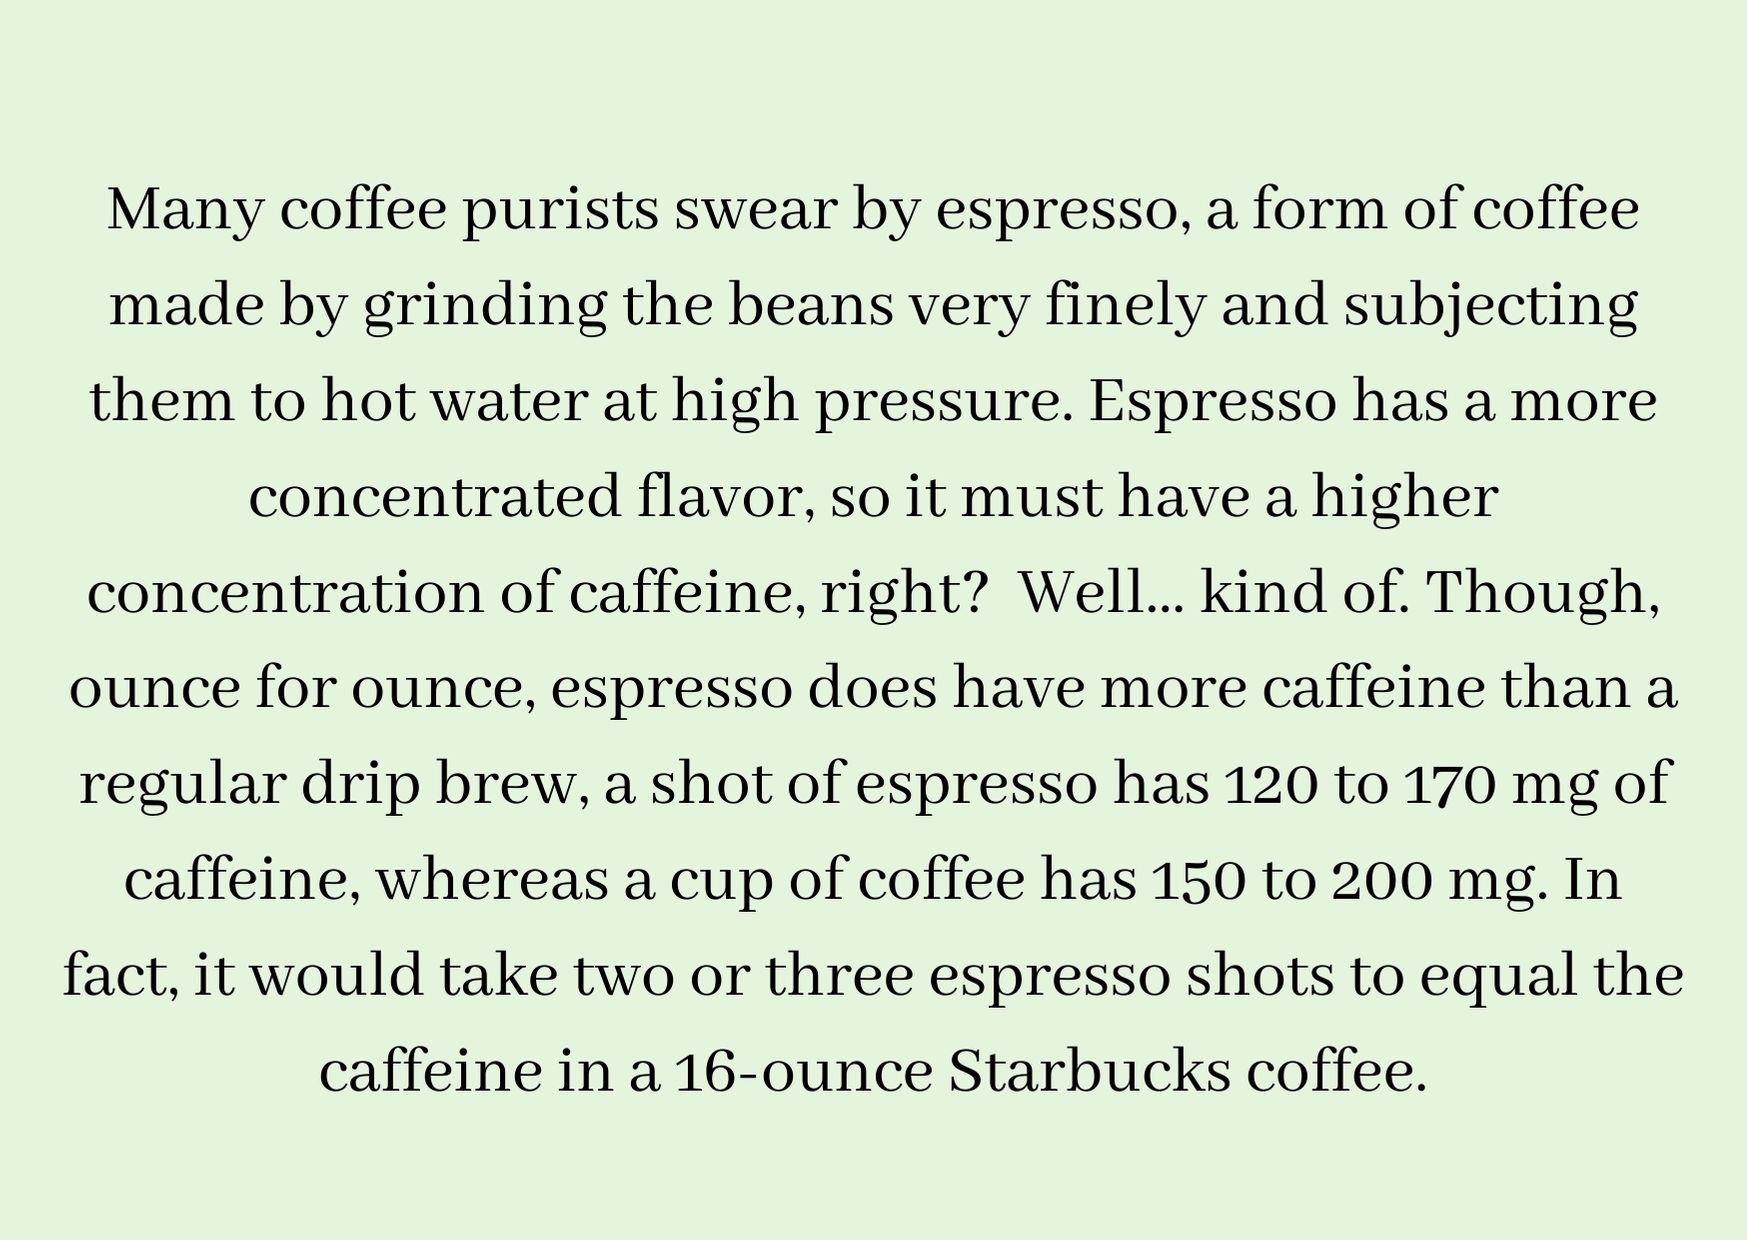 Many coffee purists swear by espresso, a form of coffee
made by grinding the beans very finely and subjecting
them to hot water at high pressure. Espresso has a more
concentrated flavor, so it must have a higher
concentration of caffeine, right?  Well... kind of. Though,
ounce for ounce, espresso does have more caffeine than a
regular drip brew, a shot of espresso has 120 to 170 mg of
caffeine, whereas a cup of coffee has 150 to 200 mg. In
fact, it would take two or three espresso shots to equal the
caffeine in a 16-ounce Starbucks coffee.